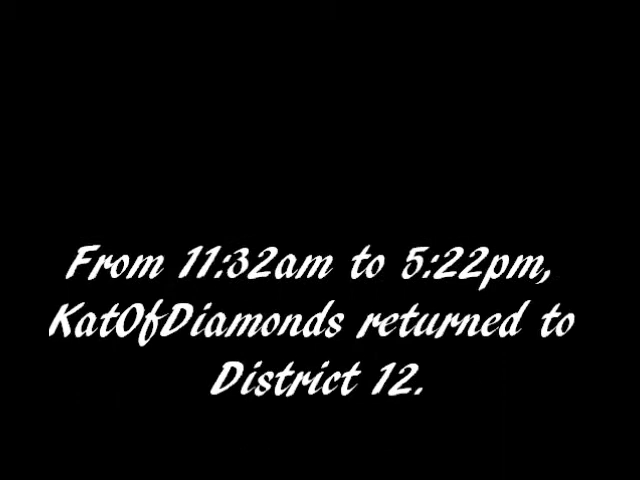 From 11:32am to 5:22pm,
KatOfDiamonds returned to
District 12.